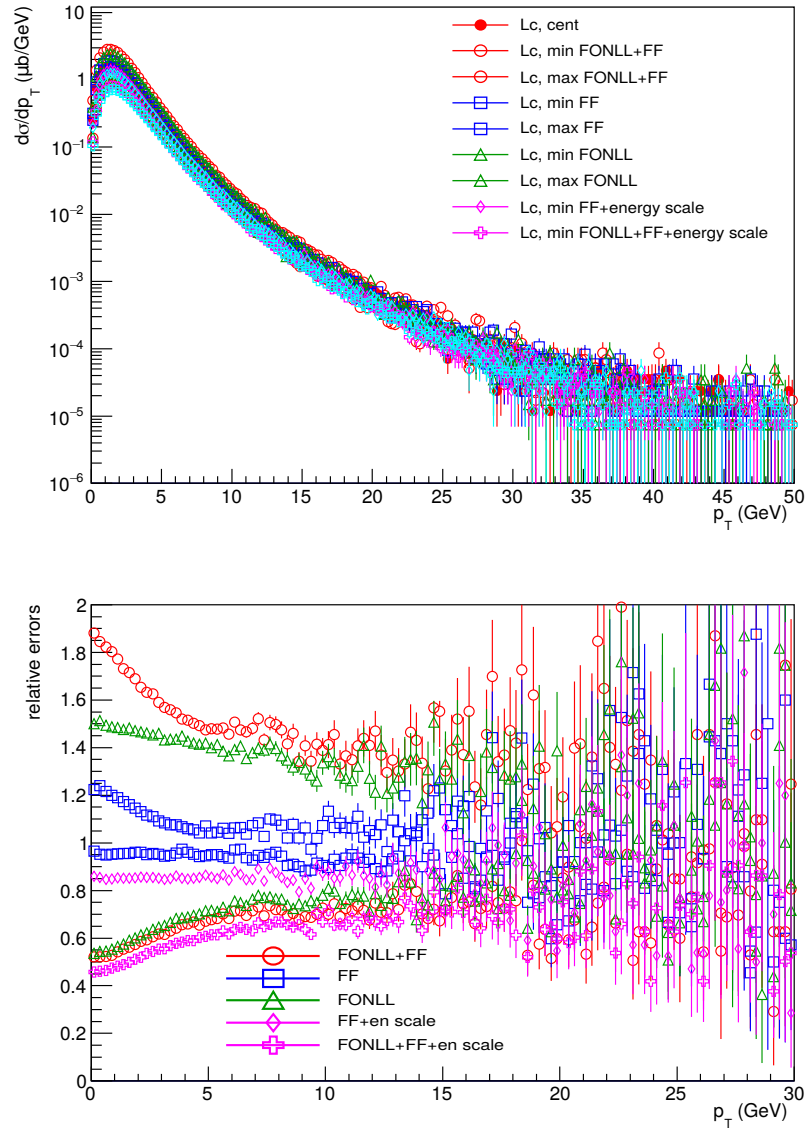 dσ/dp_T (μb/GeV)
10
1
10⁻¹
10⁻²
10⁻³
10⁻⁴
10⁻⁵
10⁻⁶
Lc, cent
Lc, min FONLL+FF
Lc, max FONLL+FF
Lc, min FF
Lc, max FF
Lc, min FONLL
Lc, max FONLL
Lc, min FF+energy scale
Lc, min FONLL+FF+energy scale
0 5 10 15 20 25 30 35 40 45 50
p_T (GeV)
relative errors
2
1.8
1.6
1.4
1.2
1
0.8
0.6
0.4
0.2
0
FONLL+FF
FF
FONLL
FF+en scale
FONLL+FF+en scale
0 5 10 15 20 25 30
p_T (GeV)